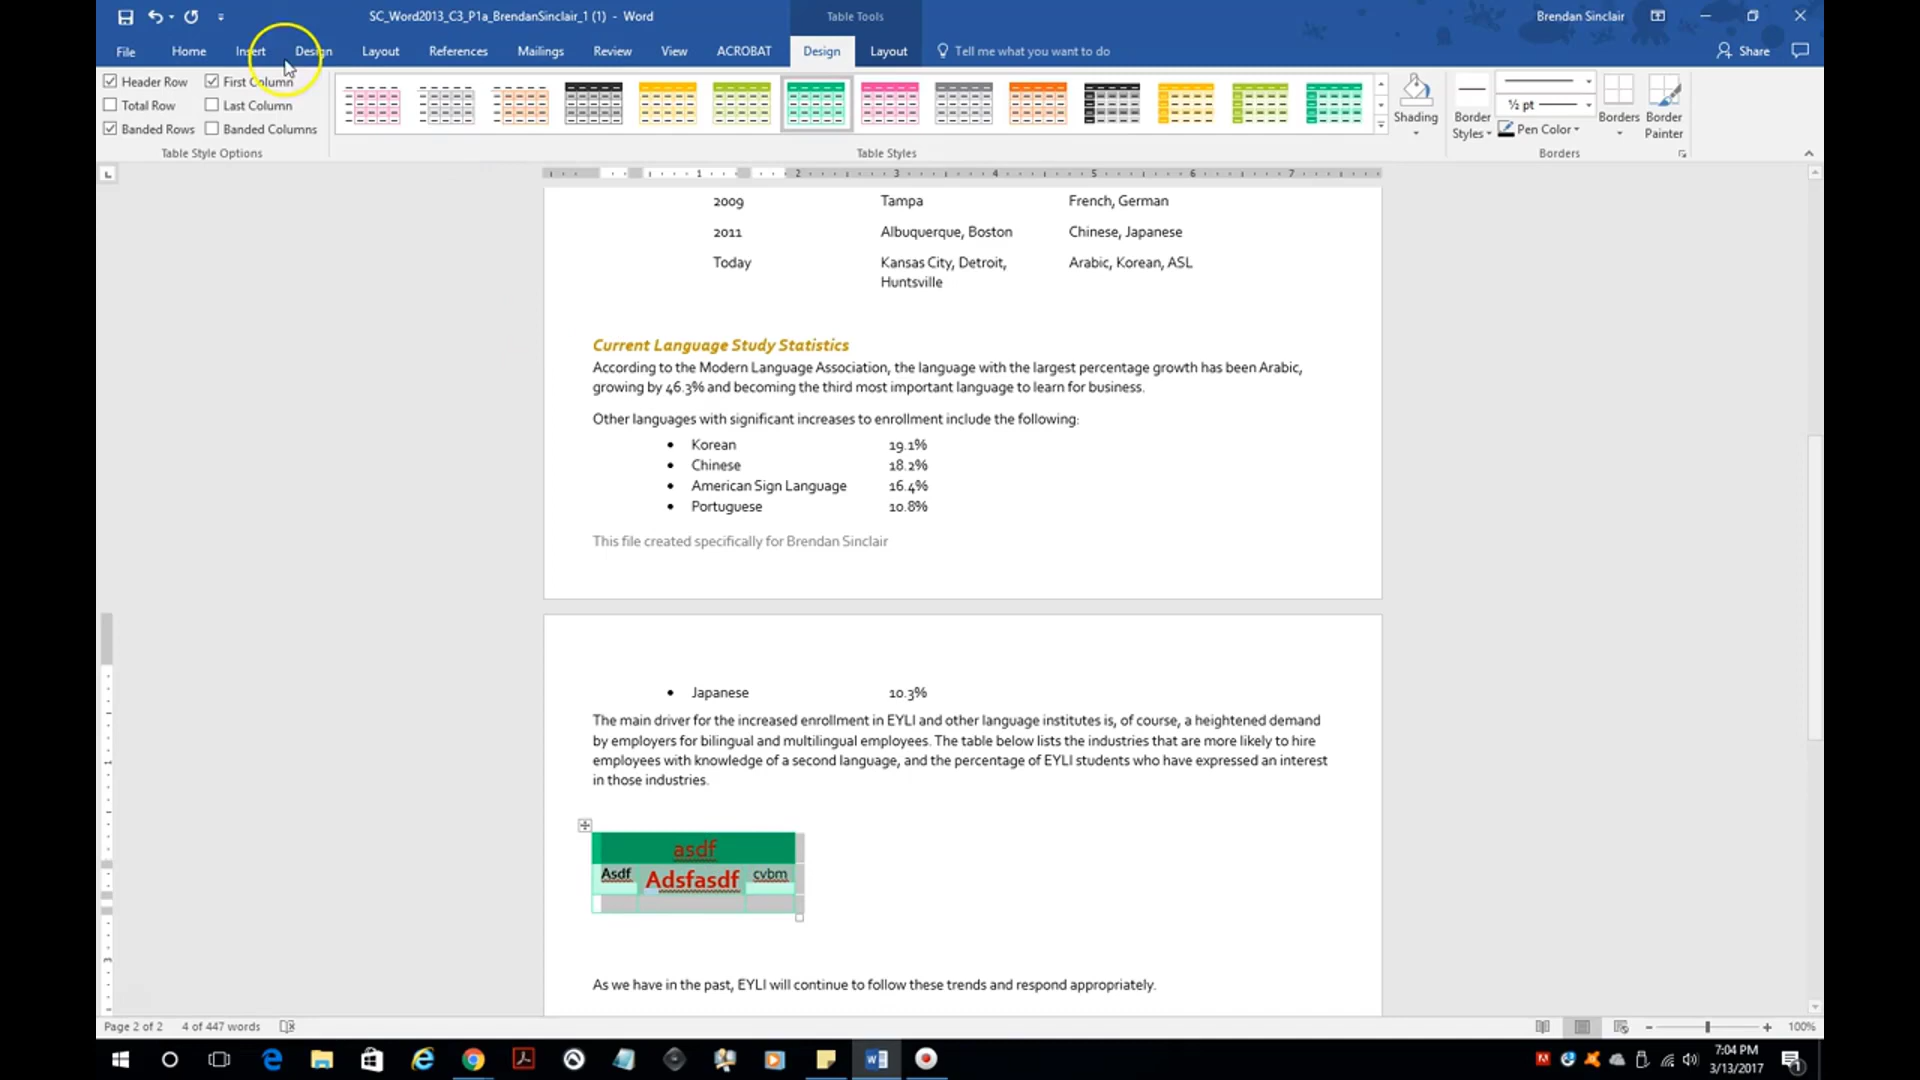 SC_Word2013_C3_P1a_BrendanSinclair_1 (1) - Word
Table Tools
Brendan Sinclair
File Home Insert Design Layout References Mailings Review View ACROBAT Design Layout Tell me what you want to do Share
Header Row First Column
Total Row Last Column
Banded Rows Banded Columns
Table Style Options
Table Styles
Shading
Border Styles
½ pt
Pen Color
Borders
Border Painter
Borders
1 2 3 4 5 6 7
2009 Tampa French, German
2011 Albuquerque, Boston Chinese, Japanese
Today Kansas City, Detroit, Arabic, Korean, ASL
Huntsville
Current Language Study Statistics
According to the Modern Language Association, the language with the largest percentage growth has been Arabic,
growing by 46.3% and becoming the third most important language to learn for business.
Other languages with significant increases to enrollment include the following:
• Korean 19.1%
• Chinese 18.2%
• American Sign Language 16.4%
• Portuguese 10.8%
This file created specifically for Brendan Sinclair
• Japanese 10.3%
The main driver for the increased enrollment in EYLI and other language institutes is, of course, a heightened demand
by employers for bilingual and multilingual employees. The table below lists the industries that are more likely to hire
employees with knowledge of a second language, and the percentage of EYLI students who have expressed an interest
in those industries.
asdf
Asdf Adsfasdf cvbm
As we have in the past, EYLI will continue to follow these trends and respond appropriately.
Page 2 of 2 4 of 447 words
100%
7:04 PM
3/13/2017